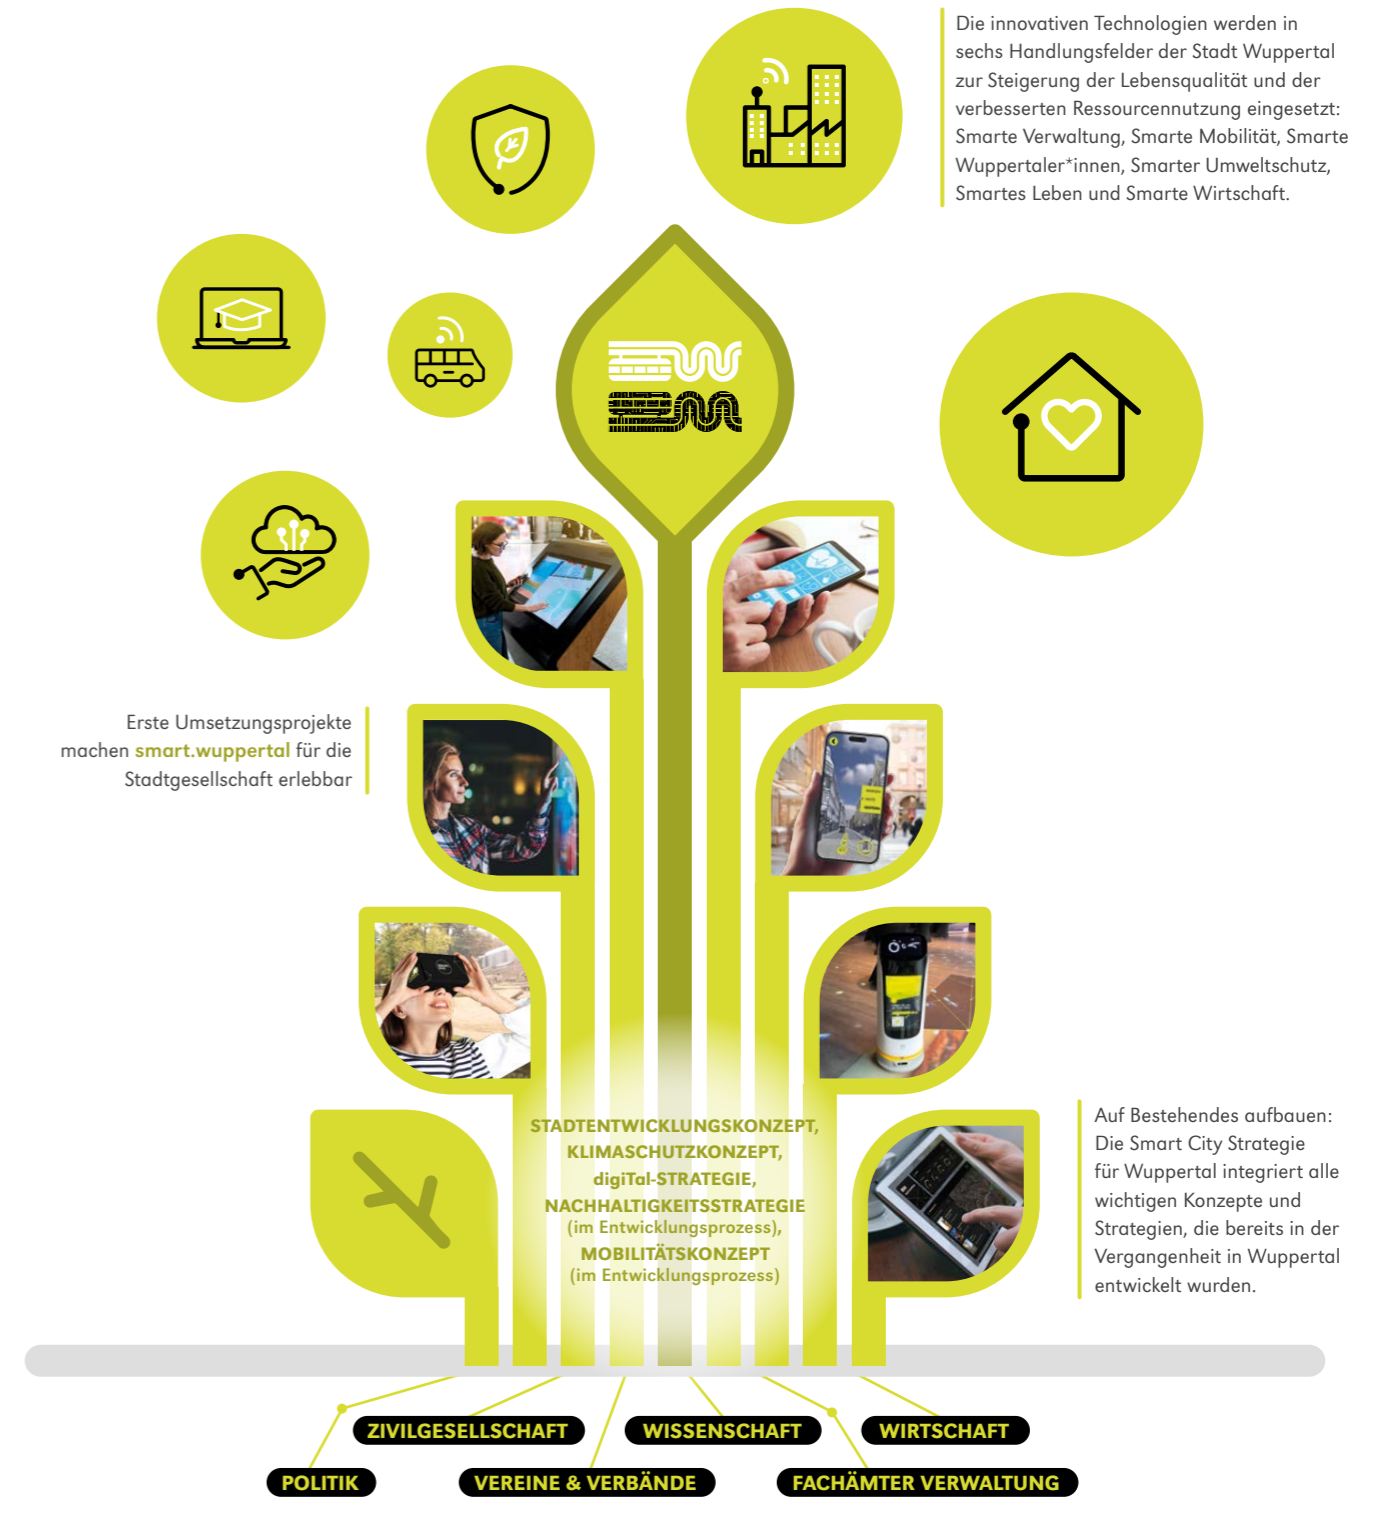 Die innovativen Technologien werden in
sechs Handlungsfelder der Stadt Wuppertal
zur Steigerung der Lebensqualität und der
verbesserten Ressourcennutzung eingesetzt:
Smarte Verwaltung, Smarte Mobilität, Smarte
Wuppertaler*innen, Smarter Umweltschutz,
Smartes Leben und Smarte Wirtschaft.
Erste Umsetzungsprojekte
machen smart.wuppertal für die
Stadtgesellschaft erlebbar
STADTENTWICKLUNGSKONZEPT,
KLIMASCHUTZKONZEPT,
digiTal-STRATEGIE,
NACHHALTIGKEITSSTRATEGIE
(im Entwicklungsprozess),
MOBILITÄTSKONZEPT
(im Entwicklungsprozess)
Auf Bestehendes aufbauen:
Die Smart City Strategie
für Wuppertal integriert alle
wichtigen Konzepte und
Strategien, die bereits in der
Vergangenheit in Wuppertal
entwickelt wurden.
ZIVILGESELLSCHAFT
WISSENSCHAFT
WIRTSCHAFT
POLITIK
VEREINE & VERBÄNDE
FACHÄMTER VERWALTUNG